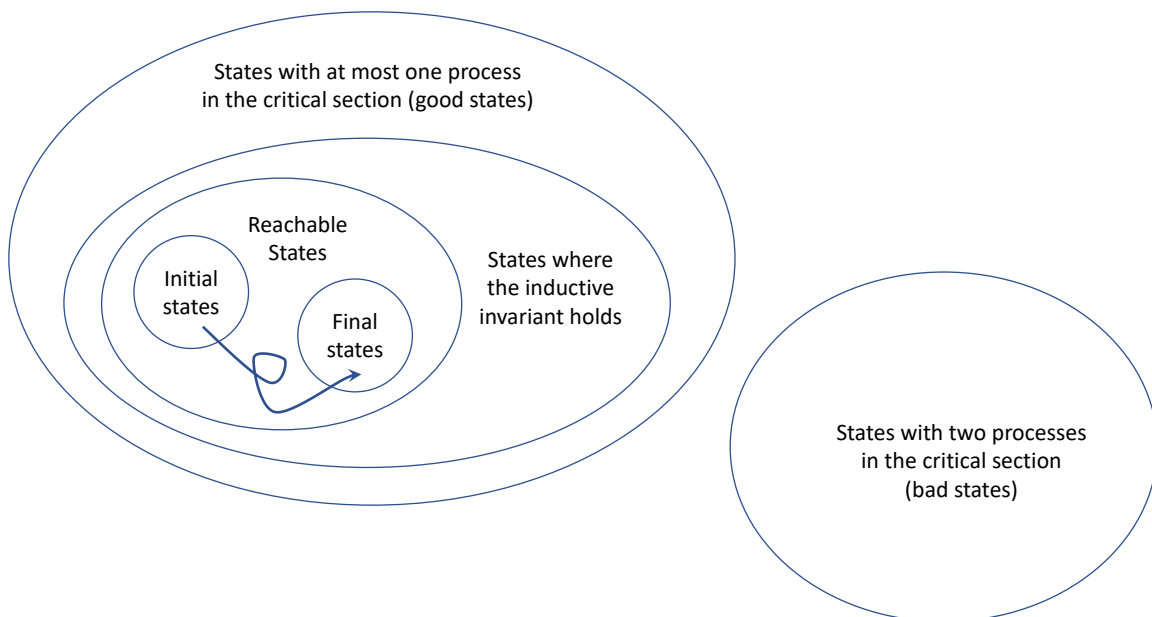 States with at most one process
in the critical section (good states)
Reachable
States
Initial
states
States where
the inductive
invariant holds
Final
states
States with two processes
in the critical section
(bad states)